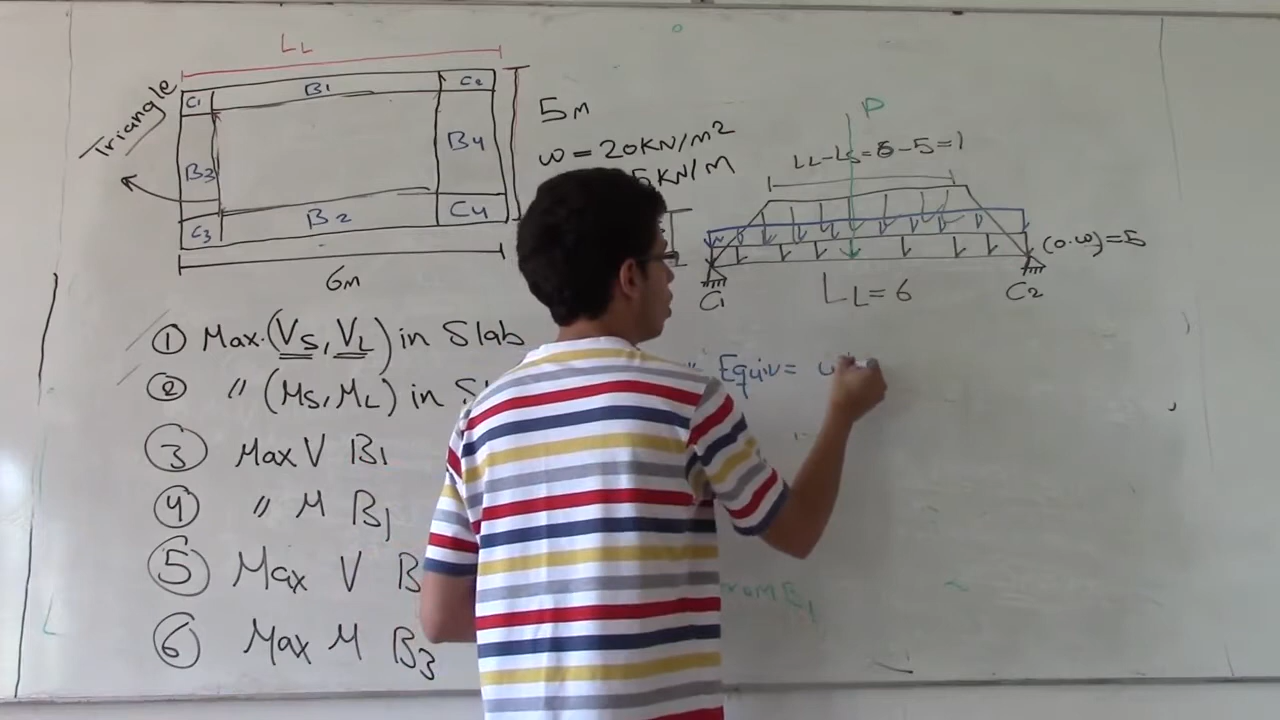 LL
Triangle
C1
B1
C2
B3
B4
C3
B2
C4
6m
5m
w = 20KN/m2
5KN/M
P
LL-LS=6-5=1
(O.W)=5
LL=6
C1
C2
① Max.(VS,VL) in Slab
② " (MS,ML) in S
③ Max V B1
④ " M B1
⑤ Max V B
⑥ Max M B3
" Equiv= w
B1